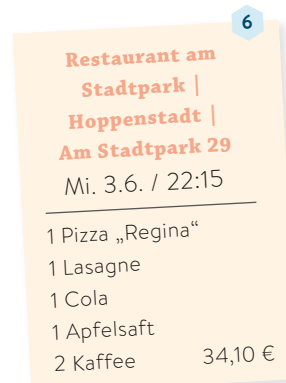 6
Restaurant am
Stadtpark |
Hoppenstadt |
Am Stadtpark 29
Mi. 3.6. / 22:15
1 Pizza „Regina“
1 Lasagne
1 Cola
1 Apfelsaft
2 Kaffee 34,10 €